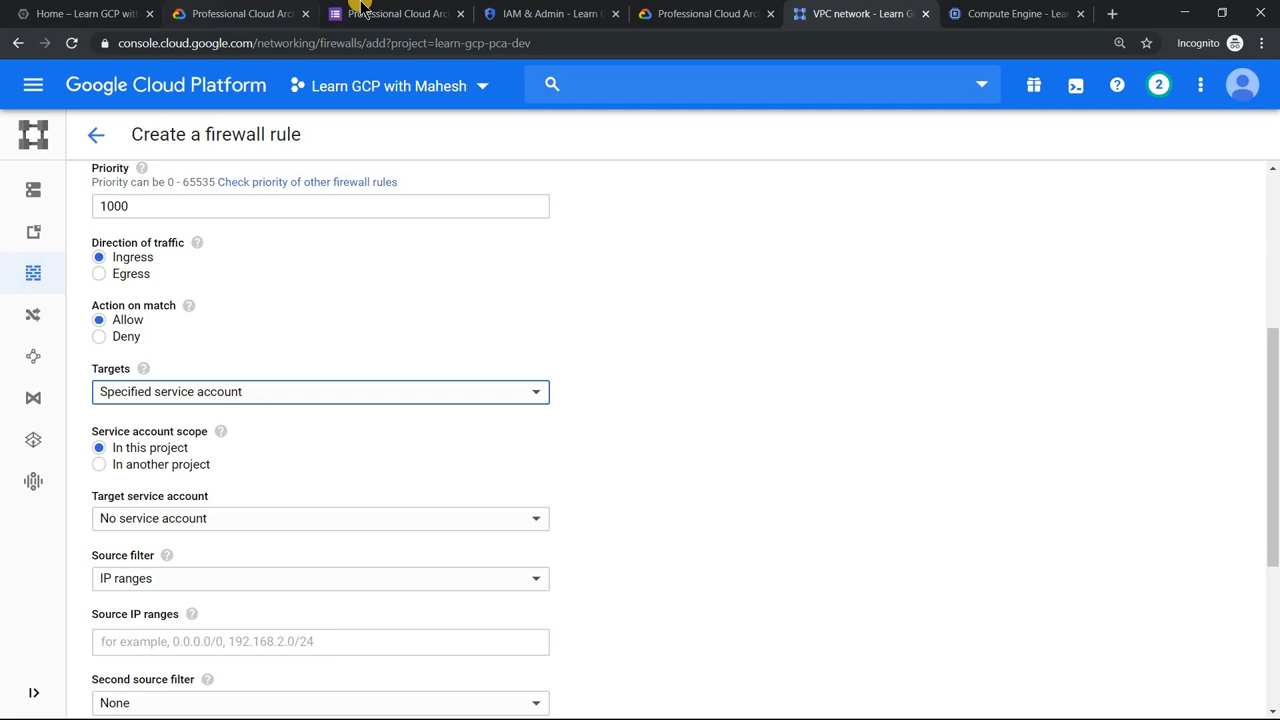 Home – Learn GCP with
Professional Cloud Arc
Professional Cloud Arc
IAM & Admin - Learn
Professional Cloud Arc
VPC network - Learn G
Compute Engine - Lear
console.cloud.google.com/networking/firewalls/add?project=learn-gcp-pca-dev
Incognito
Google Cloud Platform
Learn GCP with Mahesh
2
Create a firewall rule
Priority
Priority can be 0 - 65535 Check priority of other firewall rules
1000
Direction of traffic
Ingress
Egress
Action on match
Allow
Deny
Targets
Specified service account
Service account scope
In this project
In another project
Target service account
No service account
Source filter
IP ranges
Source IP ranges
for example, 0.0.0.0/0, 192.168.2.0/24
Second source filter
None